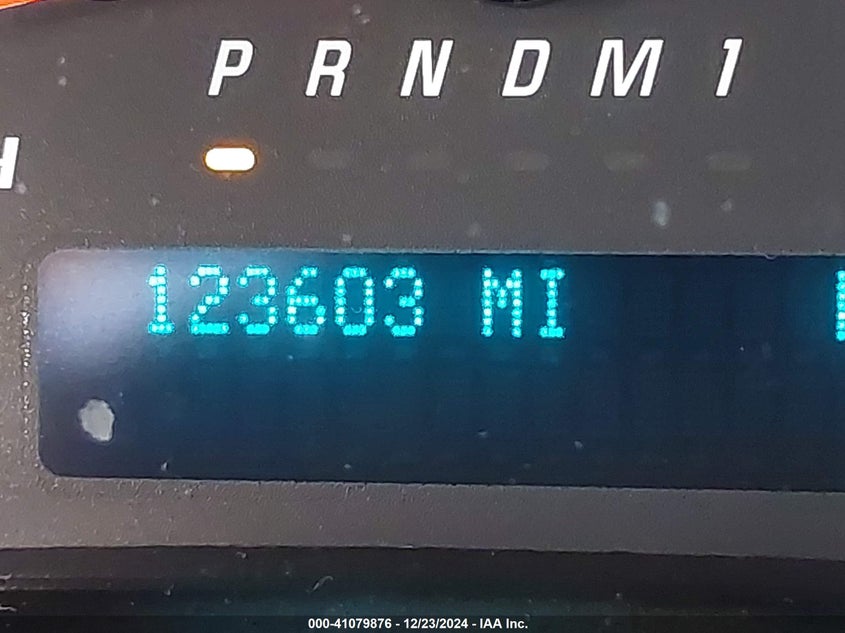 P R N D M 1
H
123603 MI
000-41079876 - 12/23/2024 - IAA Inc.